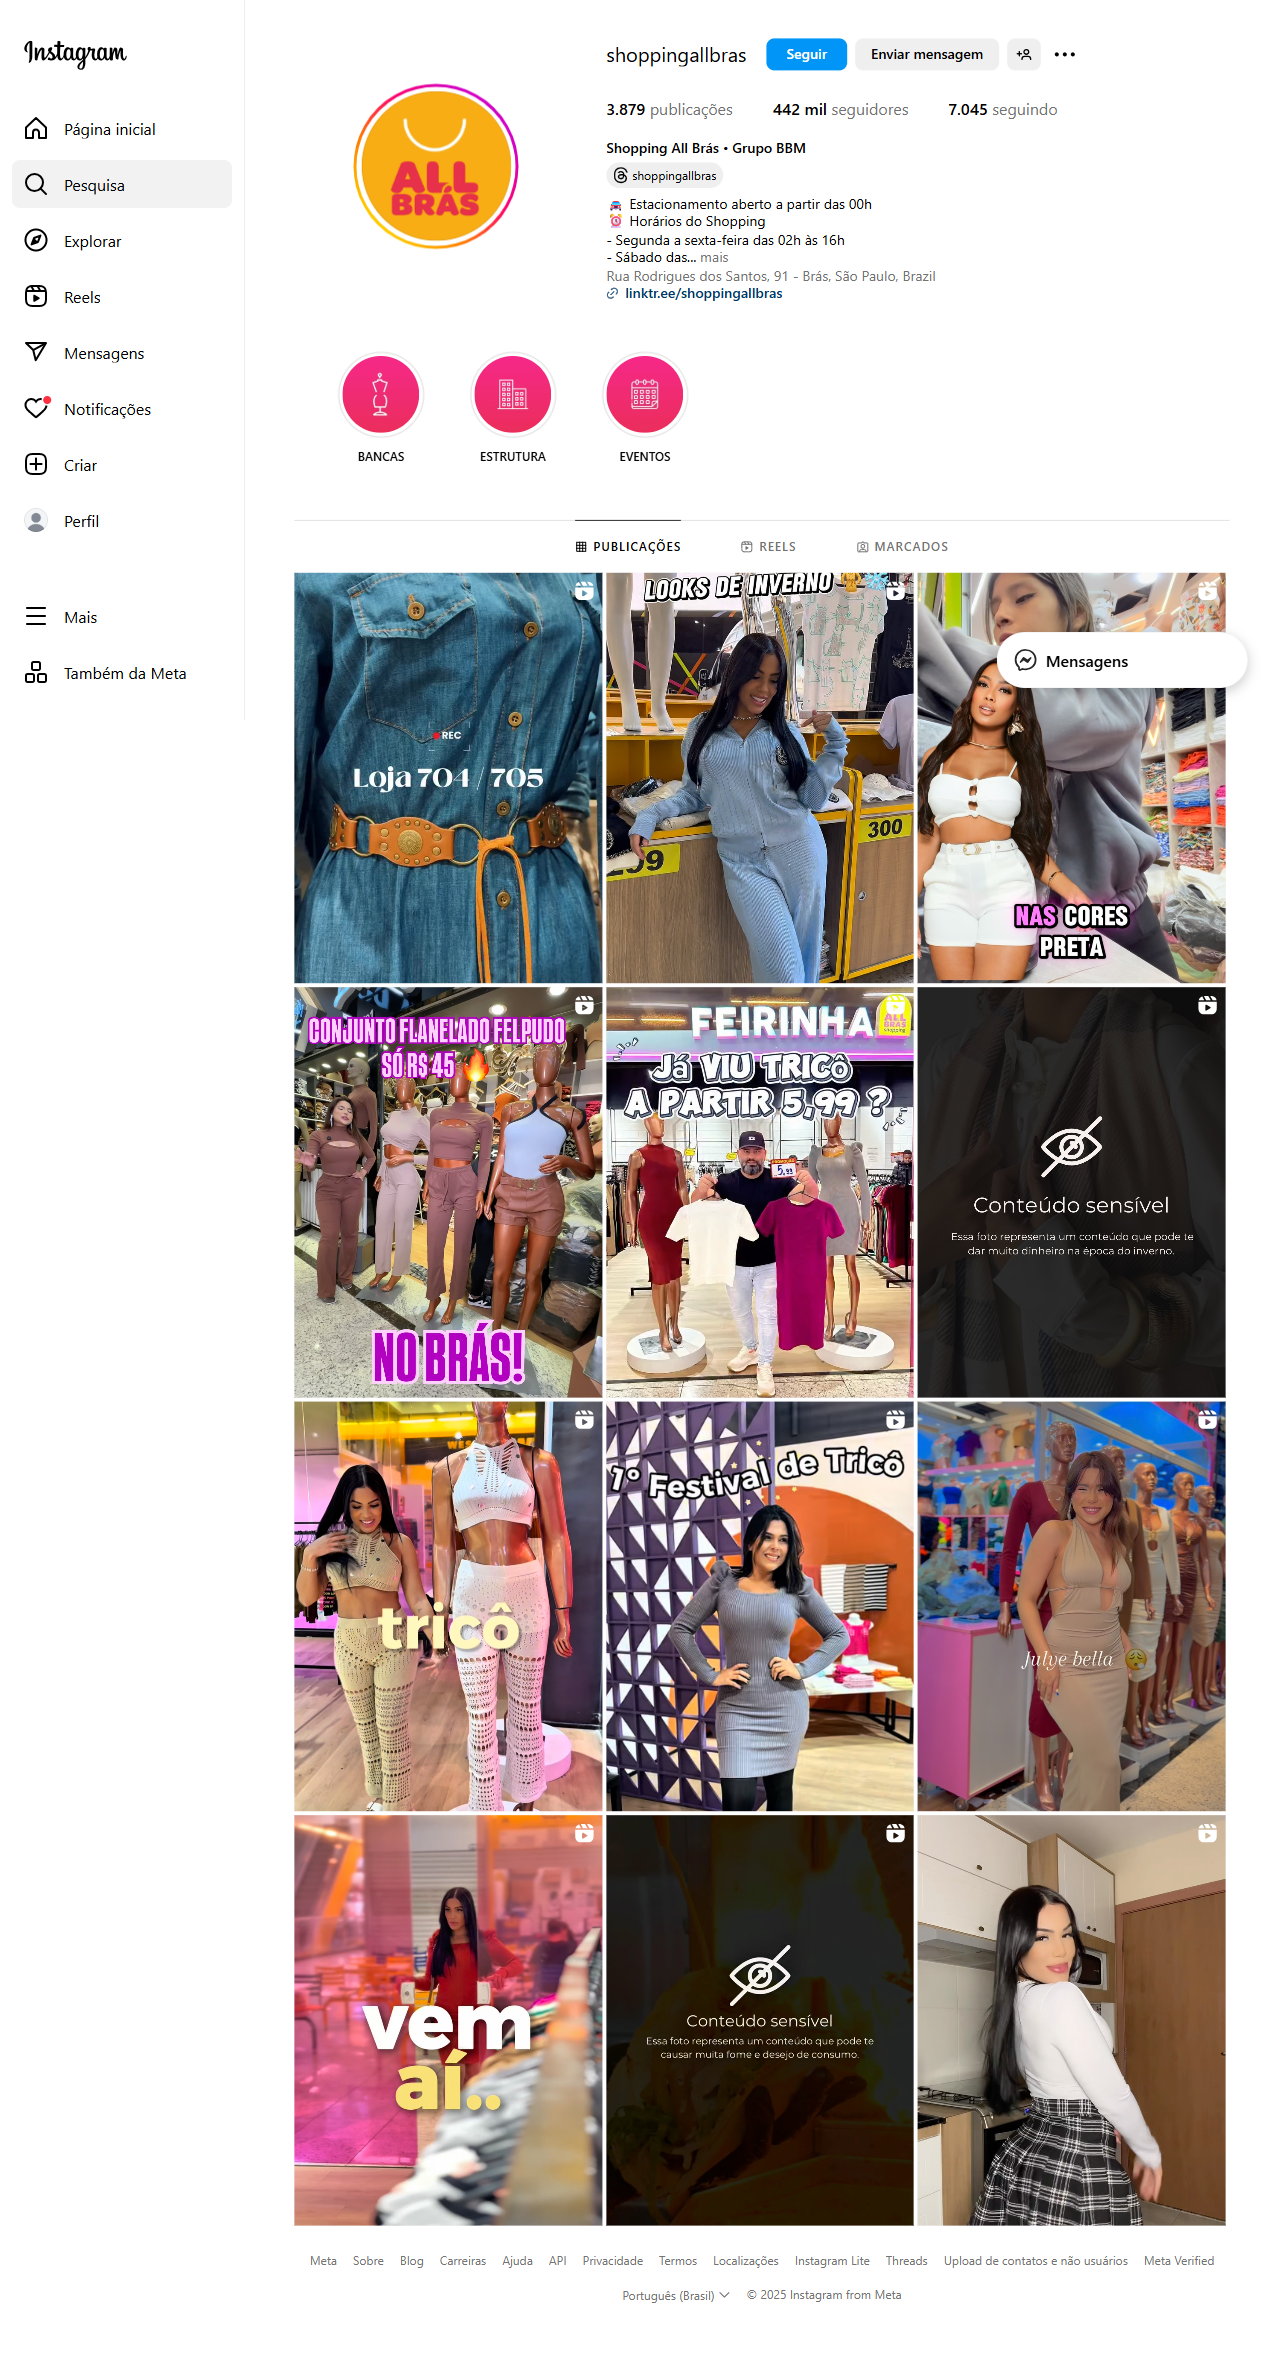 Instagram
Página inicial
Pesquisa
Explorar
Reels
Mensagens
Notificações
Criar
Perfil
Mais
Também da Meta
ALL
BRÁS
shoppingallbras
Seguir
Enviar mensagem
3.879 publicações
442 mil seguidores
7.045 seguindo
Shopping All Brás • Grupo BBM
shoppingallbras
🚘 Estacionamento aberto a partir das 00h
⏰ Horários do Shopping
- Segunda a sexta-feira das 02h às 16h
- Sábado das... mais
Rua Rodrigues dos Santos, 91 - Brás, São Paulo, Brazil
linktr.ee/shoppingallbras
BANCAS
ESTRUTURA
EVENTOS
PUBLICAÇÕES
REELS
MARCADOS
REC
Loja 704 / 705
LOOKS DE INVERNO
300
Mensagens
NAS CORES
PRETA
CONJUNTO FLANELADO FELPUDO
SÓ R$ 45 🔥
NO BRÁS!
FEIRINHA
ALL
BRÁS
shopping
Já VIU TRICÔ
A PARTIR 5,99 ?
5,99
Conteúdo sensível
Essa foto representa um conteúdo que pode te
dar muito dinheiro na época do inverno.
tricô
1º Festival de Tricô
Julye bella
vem
aí..
Conteúdo sensível
Essa foto representa um conteúdo que pode te
causar muita fome e desejo de consumo.
Meta
Sobre
Blog
Carreiras
Ajuda
API
Privacidade
Termos
Localizações
Instagram Lite
Threads
Upload de contatos e não usuários
Meta Verified
Português (Brasil)
© 2025 Instagram from Meta